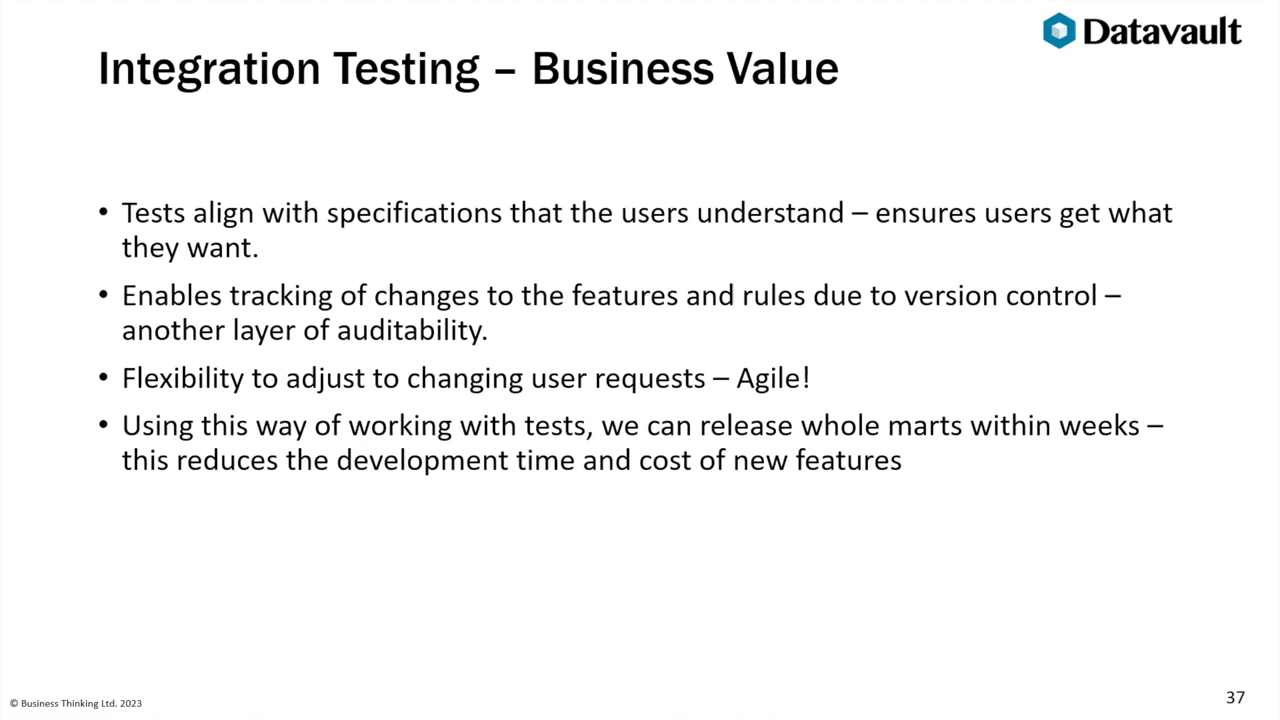 Datavault
Integration Testing – Business Value
• Tests align with specifications that the users understand – ensures users get what
they want.
• Enables tracking of changes to the features and rules due to version control –
another layer of auditability.
• Flexibility to adjust to changing user requests – Agile!
• Using this way of working with tests, we can release whole marts within weeks –
this reduces the development time and cost of new features
© Business Thinking Ltd. 2023
37